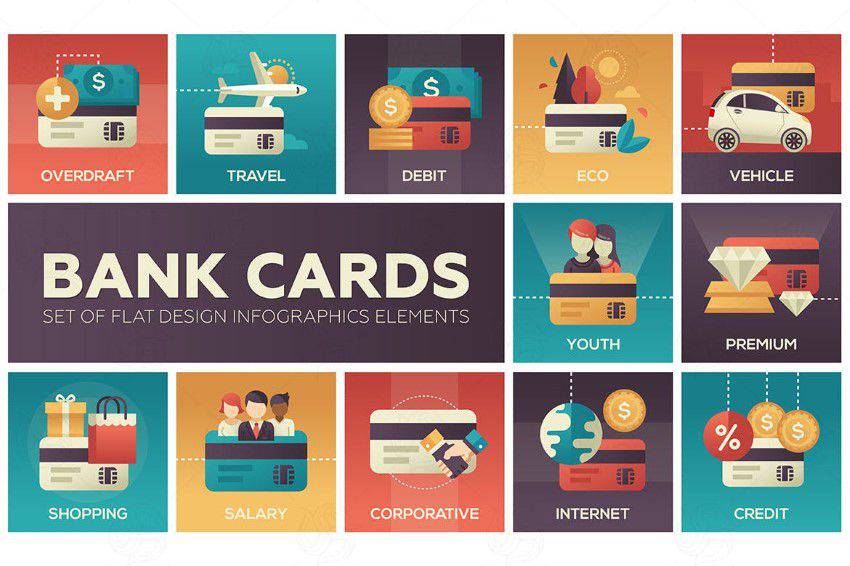 OVERDRAFT
TRAVEL
DEBIT
ECO
VEHICLE
BANK CARDS
SET OF FLAT DESIGN INFOGRAPHICS ELEMENTS
YOUTH
PREMIUM
SHOPPING
SALARY
CORPORATIVE
INTERNET
CREDIT